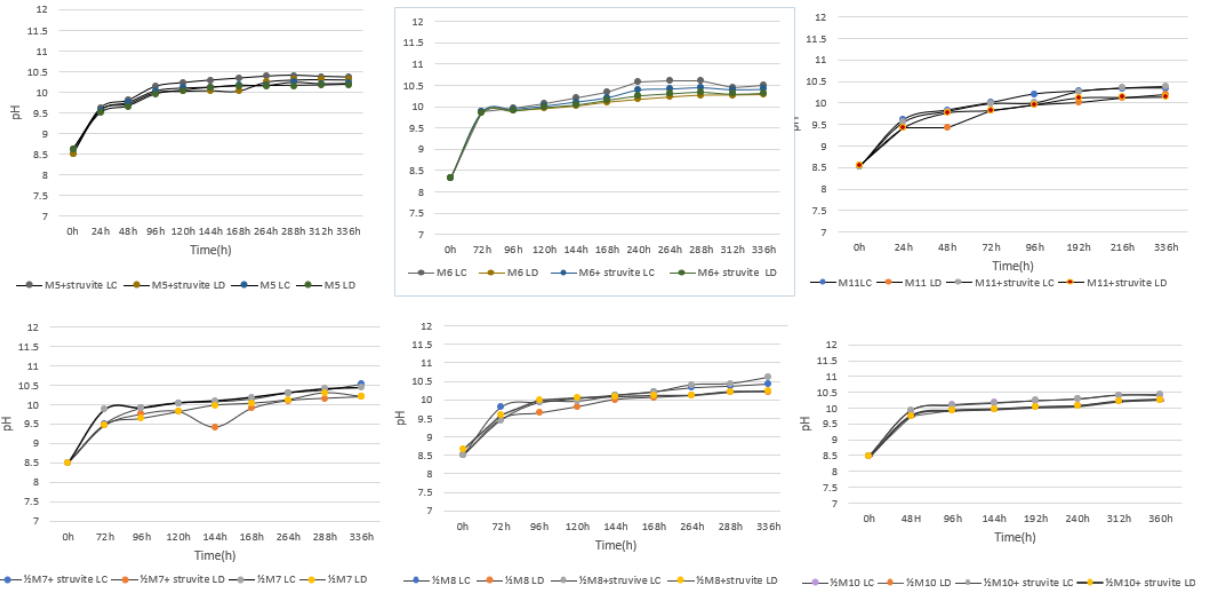 12
11.5
11
10.5
10
9.5
9
8.5
8
7.5
7
pH
0h 24h 48h 96h 120h 144h 168h 264h 288h 312h 336h
Time(h)
M5+struvite LC M5+struvite LD M5 LC M5 LD
12
11.5
11
10.5
10
9.5
9
8.5
8
7.5
7
pH
0h 72h 96h 120h 144h 168h 240h 264h 288h 312h 336h
Time(h)
M6 LC M6 LD M6+ struvite LC M6+ struvite LD
12
11.5
11
10.5
10
9.5
9
8.5
8
7.5
7
pH
0h 24h 48h 72h 96h 192h 216h 336h
Time(h)
M11LC M11 LD M11+struvite LC M11+struvite LD
12
11.5
11
10.5
10
9.5
9
8.5
8
7.5
7
pH
0h 72h 96h 120h 144h 168h 264h 288h 336h
Time(h)
½M7+ struvite LC ½M7+ struvite LD ½M7 LC ½M7 LD
12
11.5
11
10.5
10
9.5
9
8.5
8
7.5
7
pH
0h 72h 96h 120h 144h 168h 264h 288h 336h
Time(h)
½M8 LC ½M8 LD ½M8+struvive LC ½M8+struvite LD
12
11.5
11
10.5
10
9.5
9
8.5
8
7.5
7
pH
0h 48H 96h 144h 192h 240h 312h 360h
Time(h)
½M10 LC ½M10 LD ½M10+ struvite LC ½M10+ struvite LD